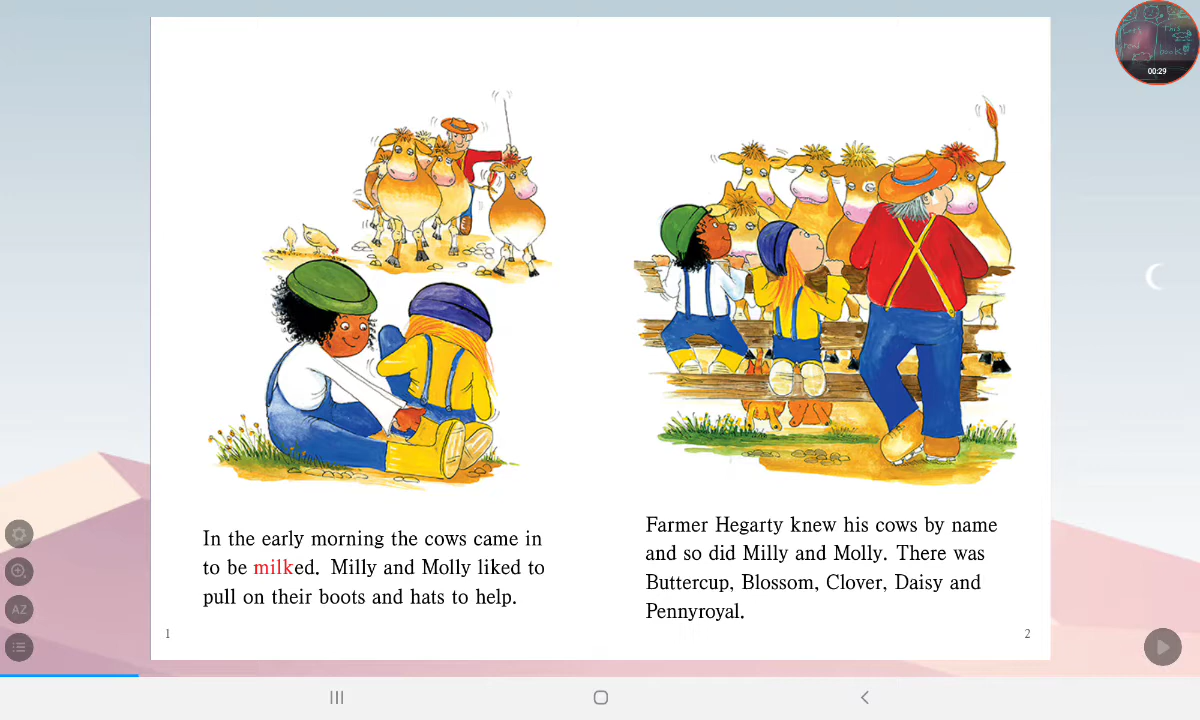 In the early morning the cows came in
to be milked. Milly and Molly liked to
pull on their boots and hats to help.
1
Farmer Hegarty knew his cows by name
and so did Milly and Molly. There was
Buttercup, Blossom, Clover, Daisy and
Pennyroyal.
2
00:29
AZ